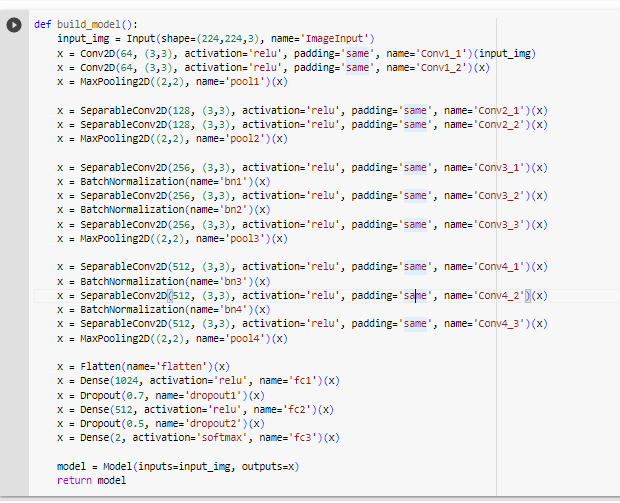 def build_model():
    input_img = Input(shape=(224,224,3), name='ImageInput')
    x = Conv2D(64, (3,3), activation='relu', padding='same', name='Conv1_1')(input_img)
    x = Conv2D(64, (3,3), activation='relu', padding='same', name='Conv1_2')(x)
    x = MaxPooling2D((2,2), name='pool1')(x)

    x = SeparableConv2D(128, (3,3), activation='relu', padding='same', name='Conv2_1')(x)
    x = SeparableConv2D(128, (3,3), activation='relu', padding='same', name='Conv2_2')(x)
    x = MaxPooling2D((2,2), name='pool2')(x)

    x = SeparableConv2D(256, (3,3), activation='relu', padding='same', name='Conv3_1')(x)
    x = BatchNormalization(name='bn1')(x)
    x = SeparableConv2D(256, (3,3), activation='relu', padding='same', name='Conv3_2')(x)
    x = BatchNormalization(name='bn2')(x)
    x = SeparableConv2D(256, (3,3), activation='relu', padding='same', name='Conv3_3')(x)
    x = MaxPooling2D((2,2), name='pool3')(x)

    x = SeparableConv2D(512, (3,3), activation='relu', padding='same', name='Conv4_1')(x)
    x = BatchNormalization(name='bn3')(x)
    x = SeparableConv2D(512, (3,3), activation='relu', padding='same', name='Conv4_2')(x)
    x = BatchNormalization(name='bn4')(x)
    x = SeparableConv2D(512, (3,3), activation='relu', padding='same', name='Conv4_3')(x)
    x = MaxPooling2D((2,2), name='pool4')(x)

    x = Flatten(name='flatten')(x)
    x = Dense(1024, activation='relu', name='fc1')(x)
    x = Dropout(0.7, name='dropout1')(x)
    x = Dense(512, activation='relu', name='fc2')(x)
    x = Dropout(0.5, name='dropout2')(x)
    x = Dense(2, activation='softmax', name='fc3')(x)

    model = Model(inputs=input_img, outputs=x)
    return model